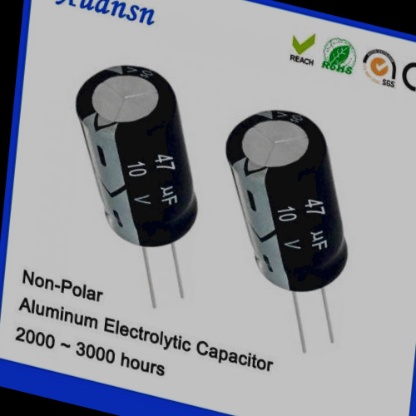 Xuansn
REACH
RoHS
SGS
47 µF
10 V
47 µF
10 V
Non-Polar
Aluminum Electrolytic Capacitor
2000 ~ 3000 hours